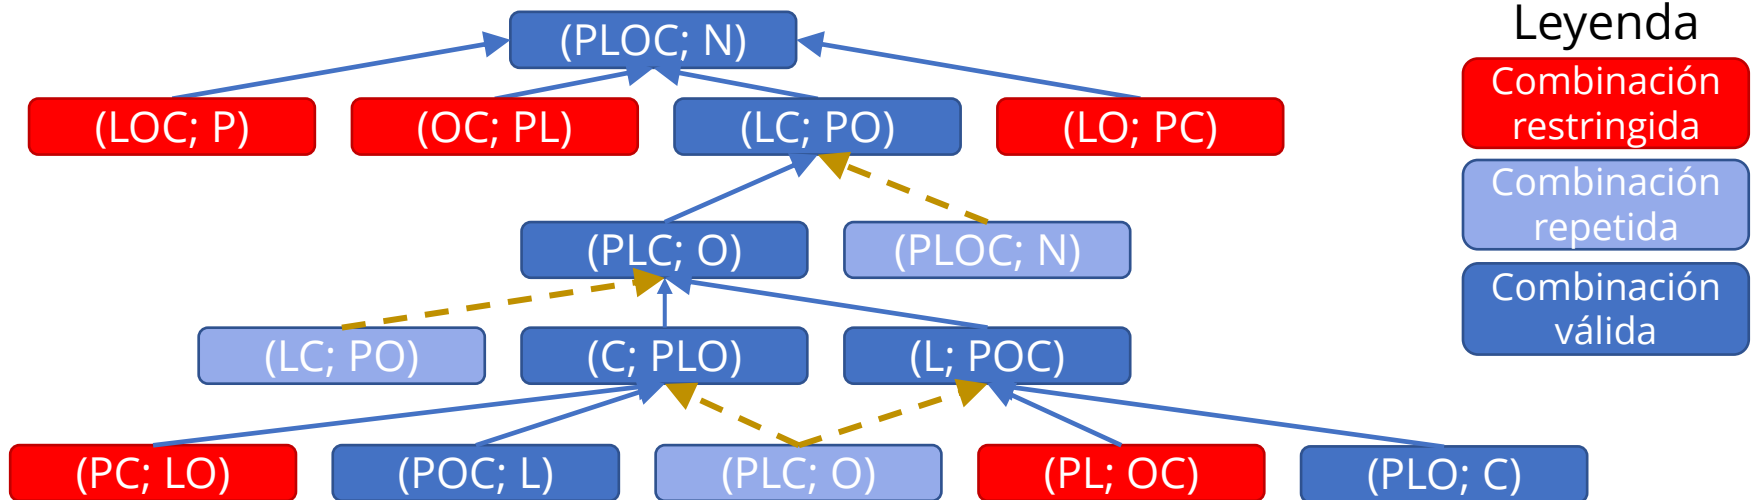 (PLOC; N)
(LOC; P)
(OC; PL)
(LC; PO)
(LO; PC)
(PLC; O)
(PLOC; N)
(LC; PO)
(C; PLO)
(L; POC)
(PC; LO)
(POC; L)
(PLC; O)
(PL; OC)
(PLO; C)
Leyenda
Combinación
restringida
Combinación
repetida
Combinación
válida